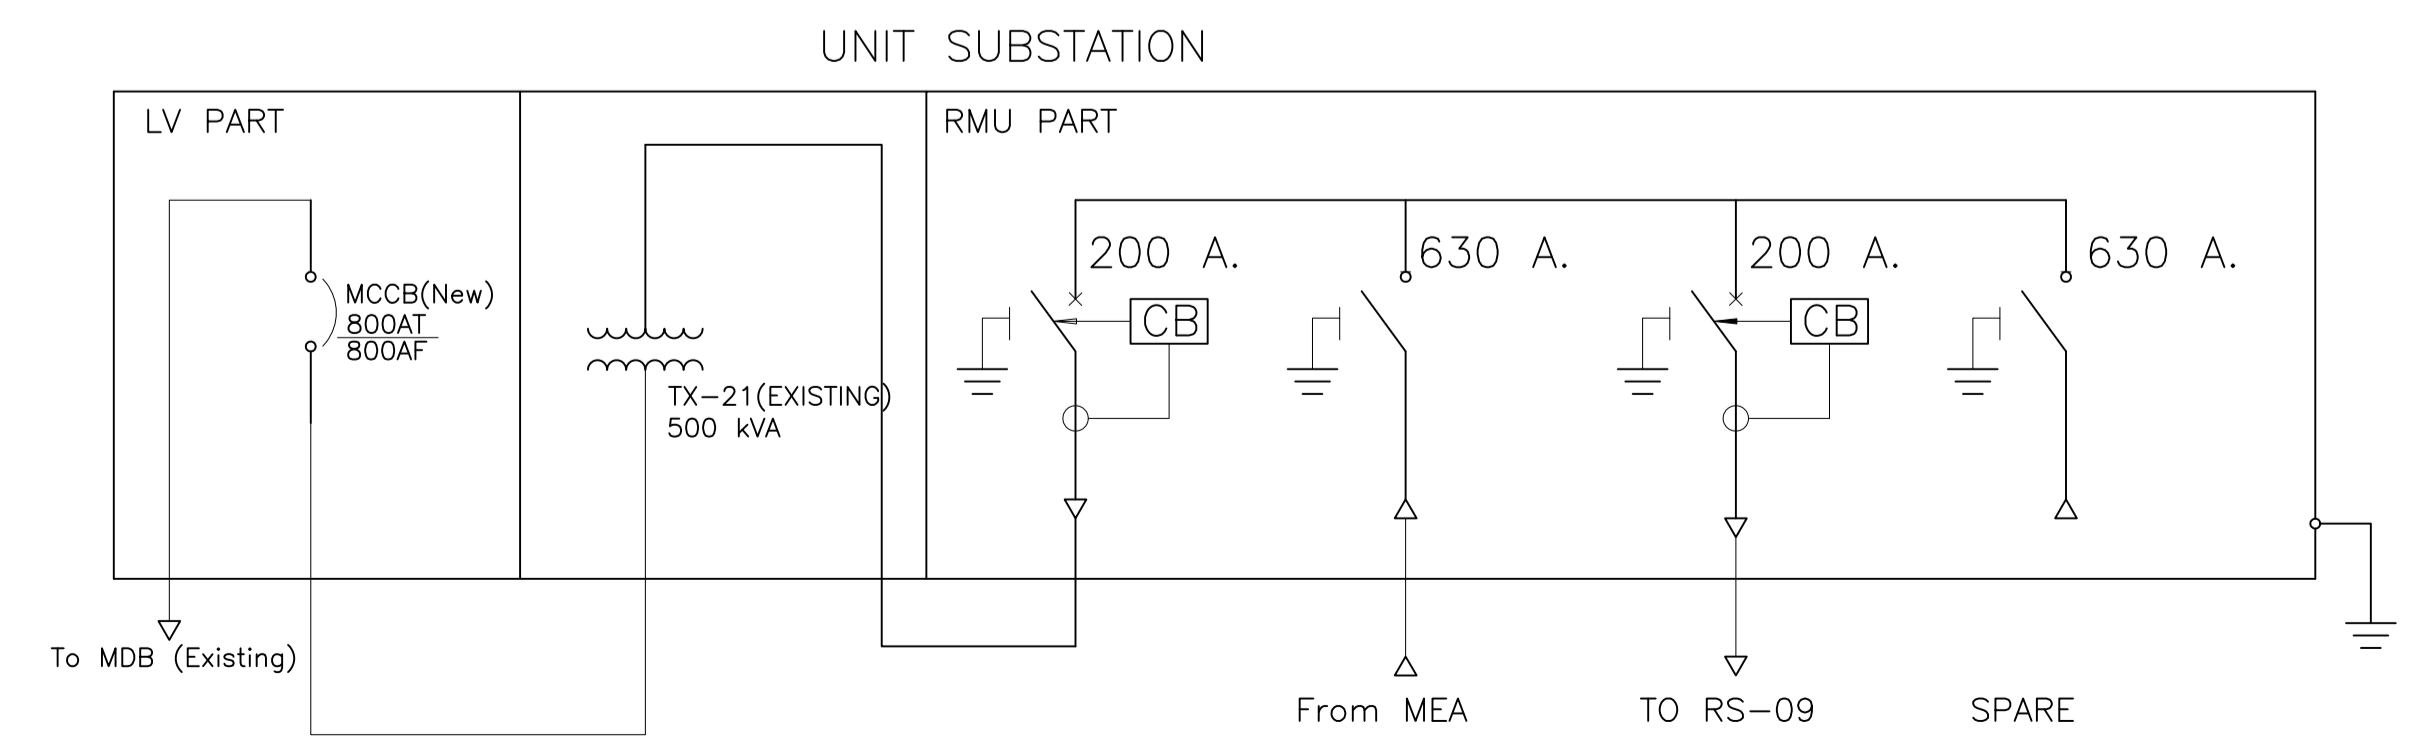 UNIT SUBSTATION
LV PART
RMU PART
200 A.
630 A.
200 A.
630 A.
MCCB(New)
800AT
800AF
CB
CB
TX-21(EXISTING)
500 kVA
To MDB (Existing)
From MEA
TO RS-09
SPARE